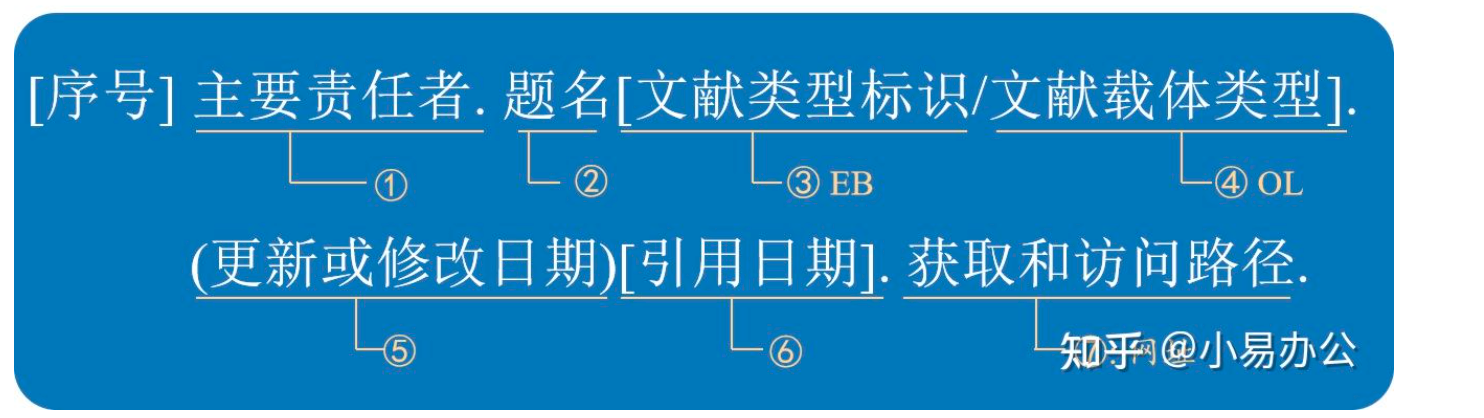 [序号] 主要责任者. 题名[文献类型标识/文献载体类型].
① ② ③ EB ④ OL
(更新或修改日期)[引用日期]. 获取和访问路径.
⑤ ⑥ 知乎 @小易办公